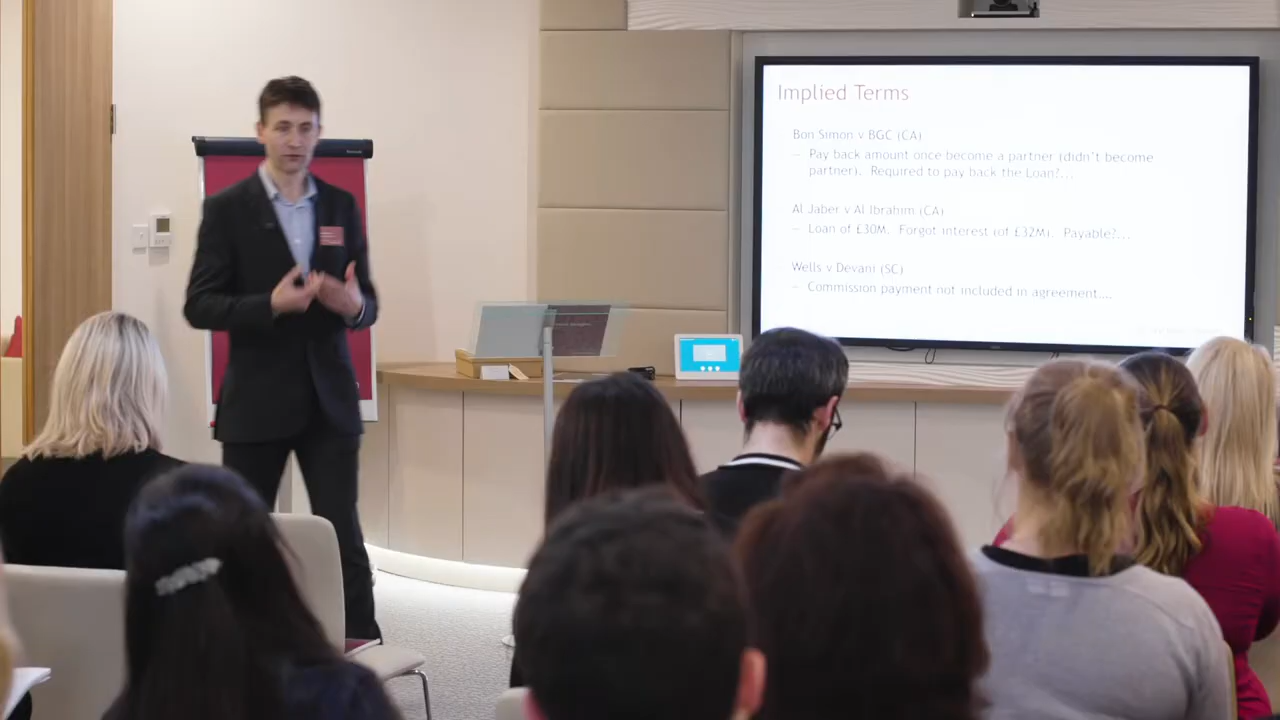 Implied Terms
Bon Simon v BGC (CA)
– Pay back amount once become a partner (didn't become
partner). Required to pay back the Loan?...
Al Jaber v Al Ibrahim (CA)
– Loan of £30M. Forgot interest (of £32M). Payable?...
Wells v Devani (SC)
– Commission payment not included in agreement....